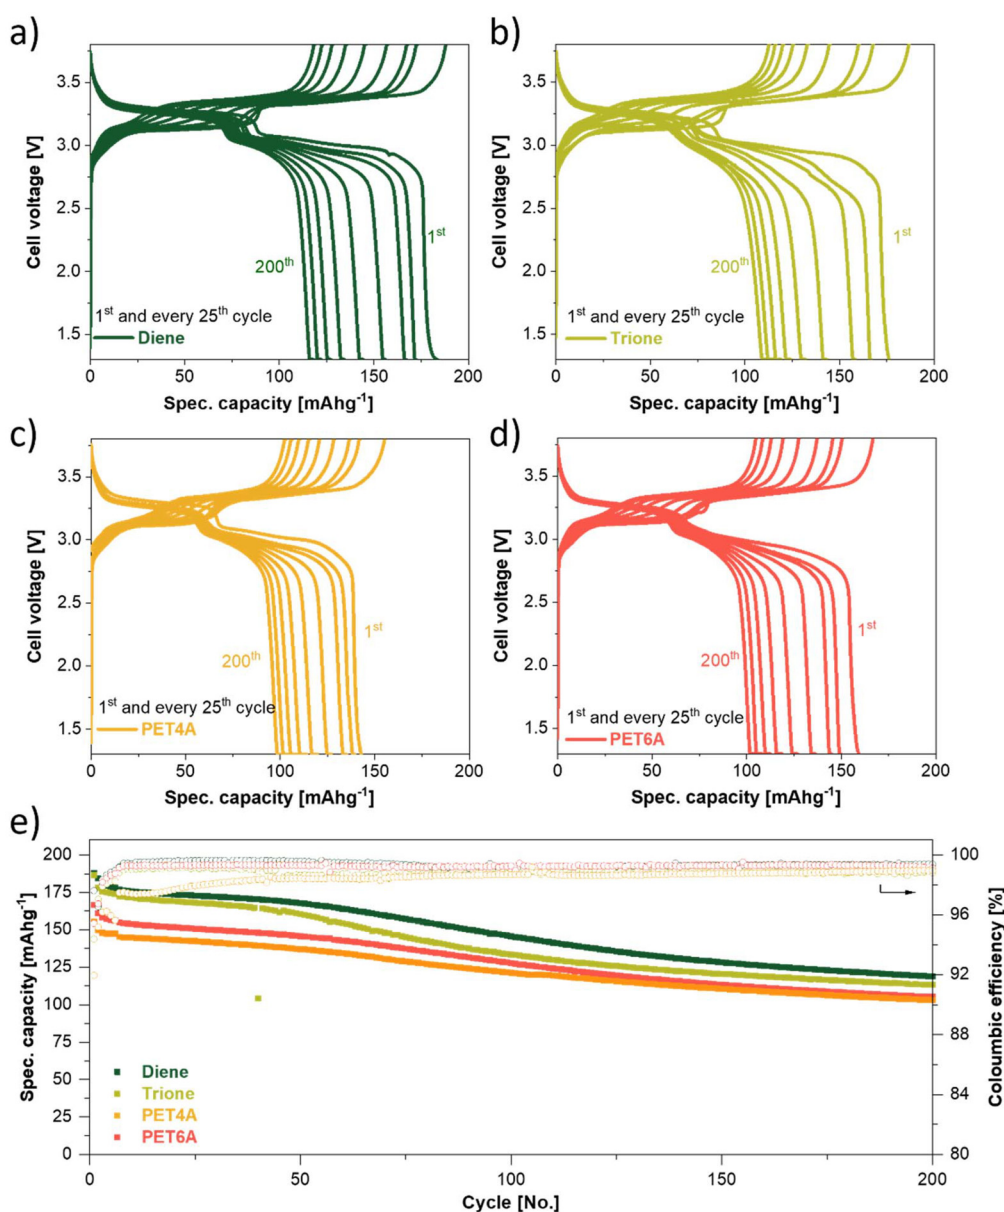 a)
3.5
3.0
2.5
2.0
1.5
Cell voltage [V]
1st
200th
1st and every 25th cycle
Diene
0 50 100 150 200
Spec. capacity [mAhg-1]
b)
3.5
3.0
2.5
2.0
1.5
Cell voltage [V]
1st
200th
1st and every 25th cycle
Trione
0 50 100 150 200
Spec. capacity [mAhg-1]
c)
3.5
3.0
2.5
2.0
1.5
Cell voltage [V]
1st
200th
1st and every 25th cycle
PET4A
0 50 100 150 200
Spec. capacity [mAhg-1]
d)
3.5
3.0
2.5
2.0
1.5
Cell voltage [V]
1st
200th
1st and every 25th cycle
PET6A
0 50 100 150 200
Spec. capacity [mAhg-1]
e)
200
175
150
125
100
75
50
25
0
Spec. capacity [mAhg-1]
Diene
Trione
PET4A
PET6A
100
96
92
90
84
80
Coloumbic efficiency [%]
0 50 100 150 200
Cycle [No.]